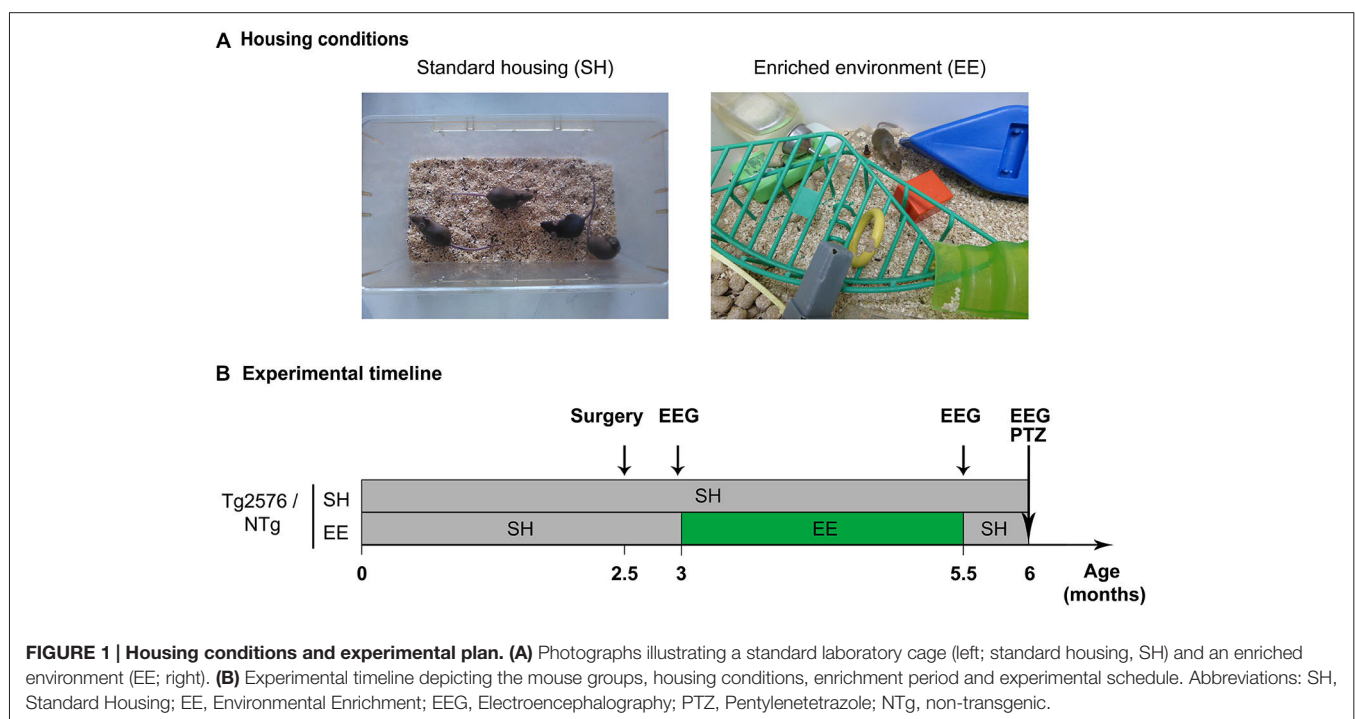 A Housing conditions
Standard housing (SH)
Enriched environment (EE)
B Experimental timeline
Surgery
EEG
EEG
EEG
PTZ
Tg2576 /
NTg
SH
EE
SH
SH
EE
SH
0
2.5
3
5.5
6
Age
(months)
FIGURE 1 | Housing conditions and experimental plan. (A) Photographs illustrating a standard laboratory cage (left; standard housing, SH) and an enriched
environment (EE; right). (B) Experimental timeline depicting the mouse groups, housing conditions, enrichment period and experimental schedule. Abbreviations: SH,
Standard Housing; EE, Environmental Enrichment; EEG, Electroencephalography; PTZ, Pentylenetetrazole; NTg, non-transgenic.